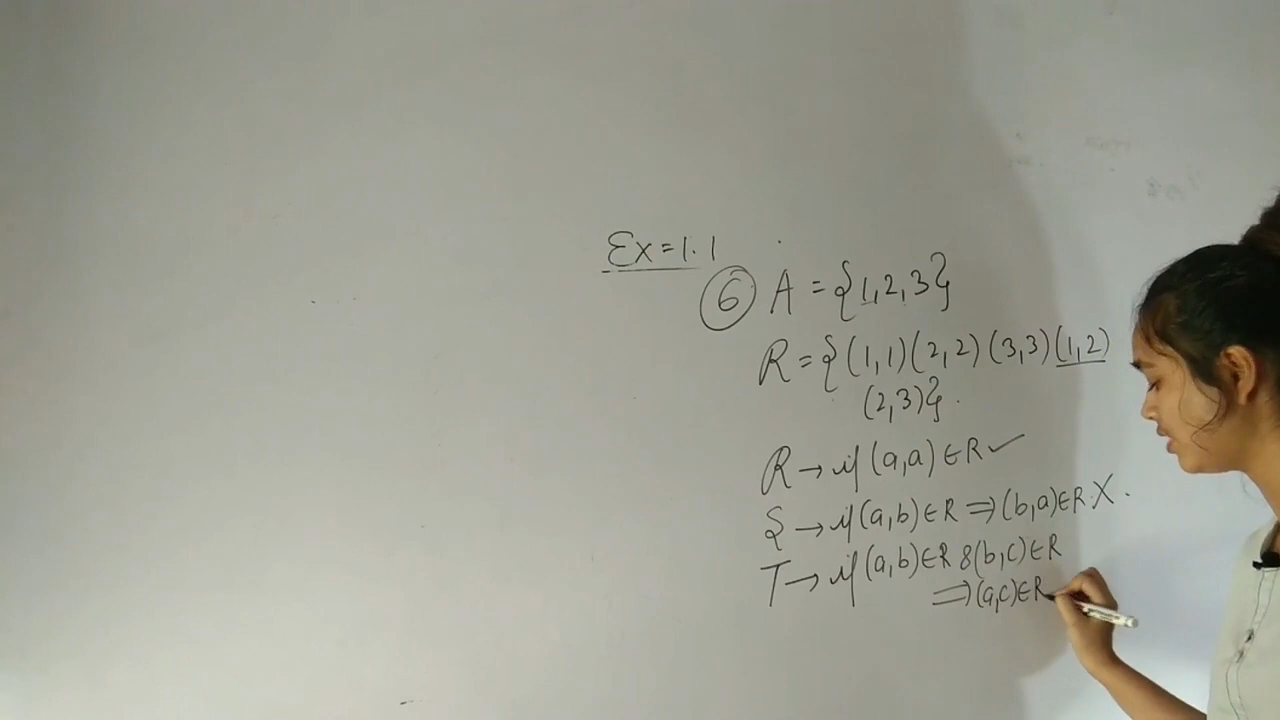 Ex=1.1
⑥ A = {1,2,3}
R = {(1,1)(2,2)(3,3)(1,2)
(2,3)}.
R → if (a,a) ∈ R ✓
S → if (a,b) ∈ R ⇒ (b,a) ∈ R X.
T → if (a,b) ∈ R & (b,c) ∈ R
⇒ (a,c) ∈ R